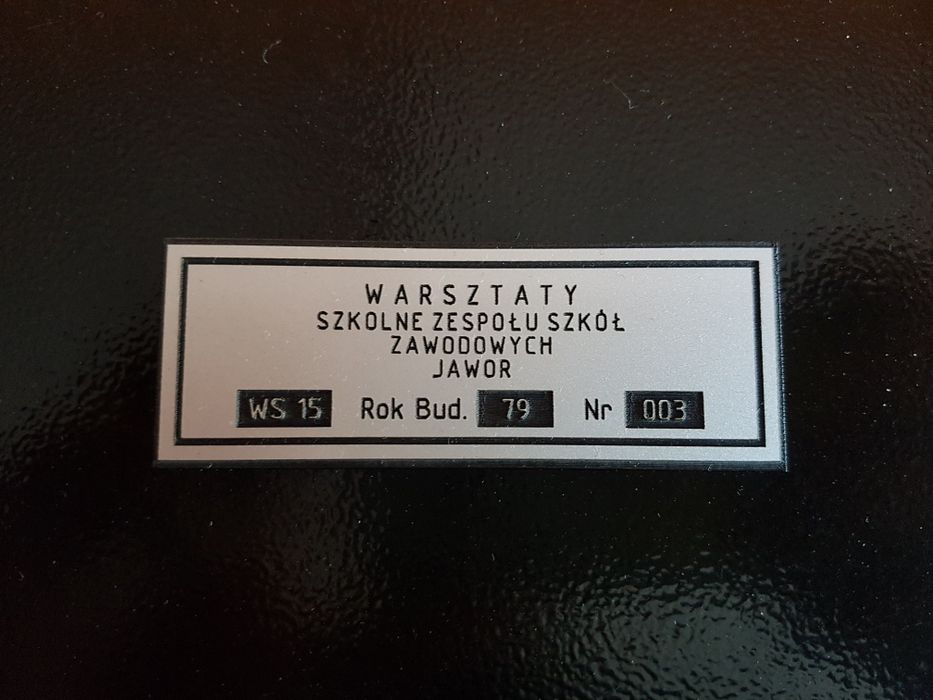 WARSZTATY
SZKOLNE ZESPOŁU SZKÓŁ
ZAWODOWYCH
JAWOR
WS 15 Rok Bud. 79 Nr 003